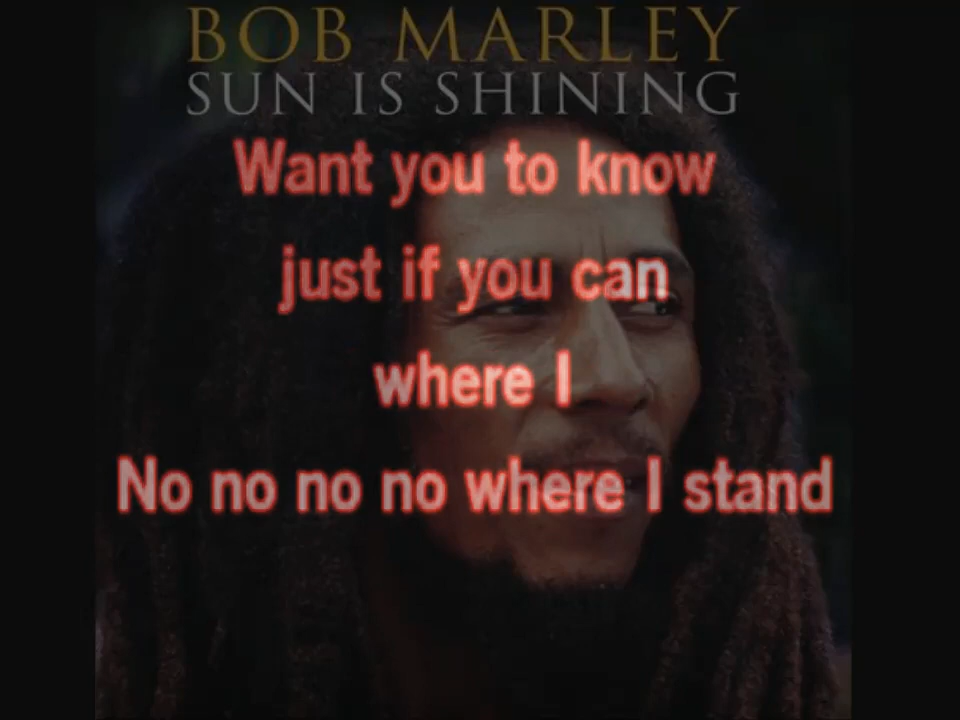 BOB MARLEY
SUN IS SHINING
Want you to know
just if you can
where I
No no no no where I stand